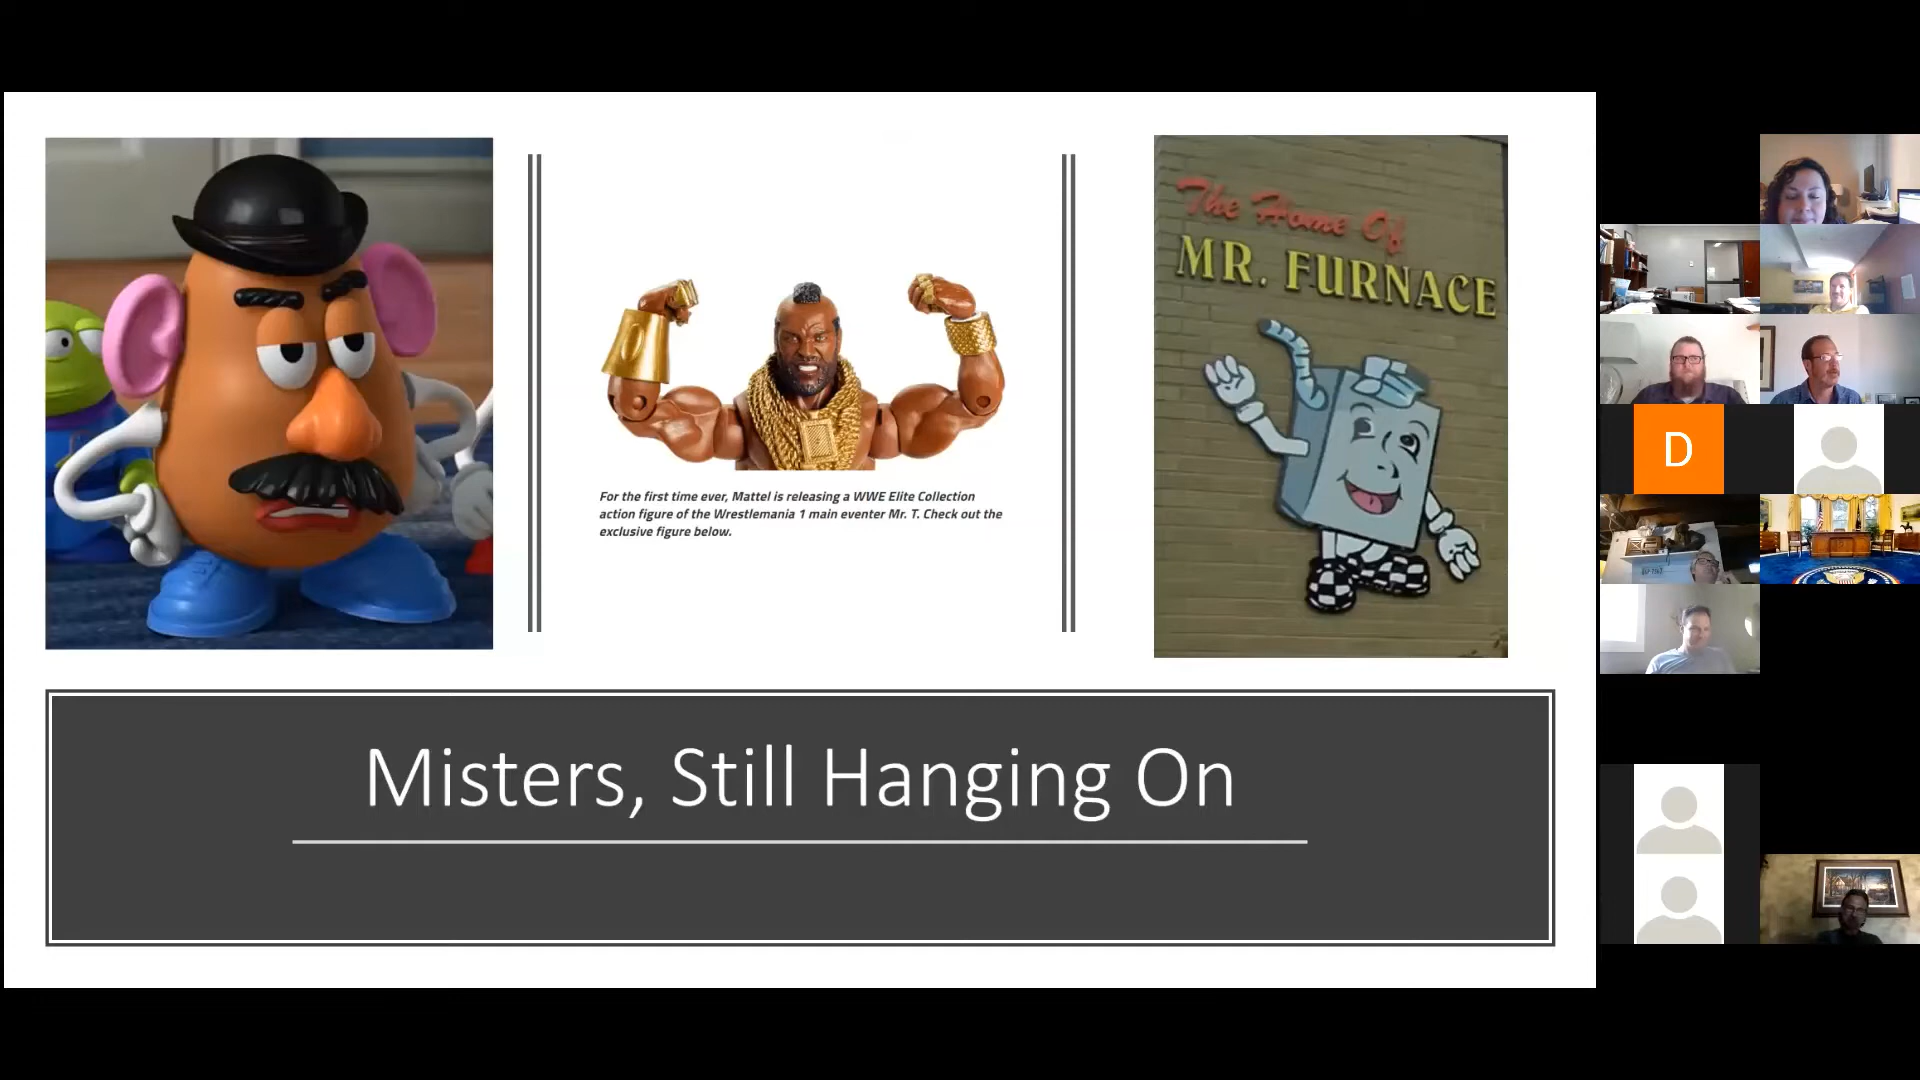 The Home Of
MR. FURNACE
For the first time ever, Mattel is releasing a WWE Elite Collection
action figure of the Wrestlemania 1 main eventer Mr. T. Check out the
exclusive figure below.
Misters, Still Hanging On
D